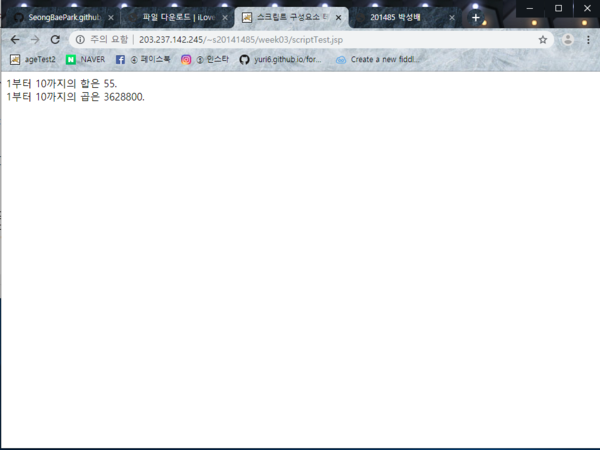 SeongBaePark.github
파일 다운로드 | iLove
스크립트 구성요소
201485 박성배
주의 요함 | 203.237.142.245/~s20141485/week03/scriptTest.jsp
ageTest2 NAVER 페이스북 인스타 yuri6.github.io/for... Create a new fiddl...
1부터 10까지의 합은 55.
1부터 10까지의 곱은 3628800.